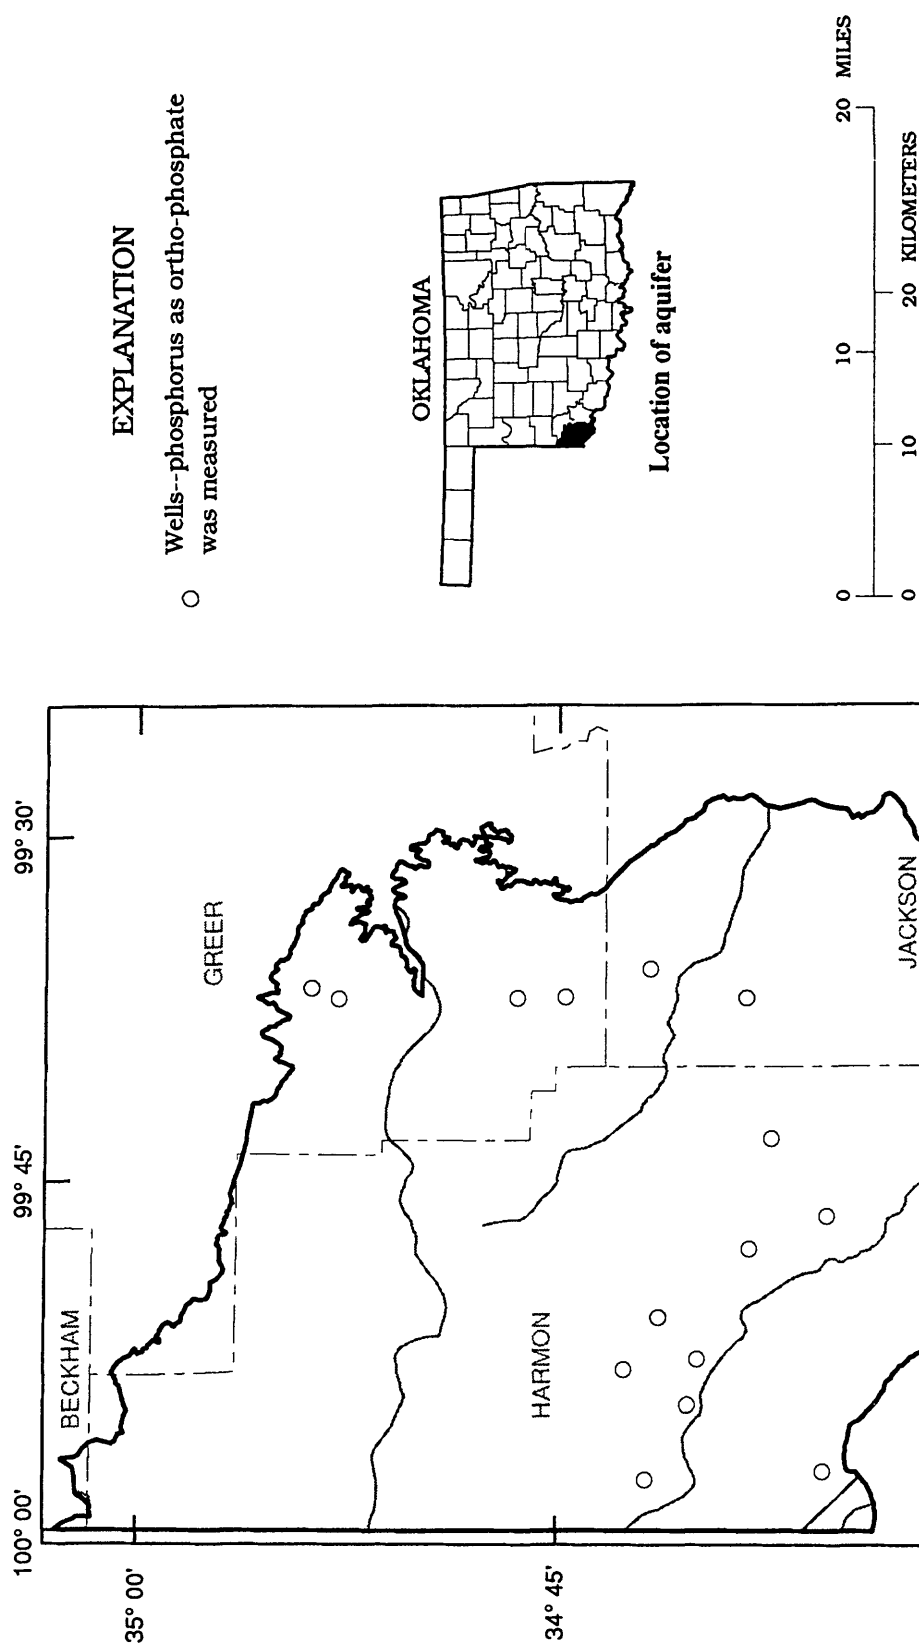 100° 00'
99° 45'
99° 30'
35° 00'
34° 45'
BECKHAM
GREER
HARMON
JACKSON
EXPLANATION
Wells--phosphorus as ortho-phosphate
was measured
OKLAHOMA
Location of aquifer
0 10 20 MILES
0 10 20 KILOMETERS